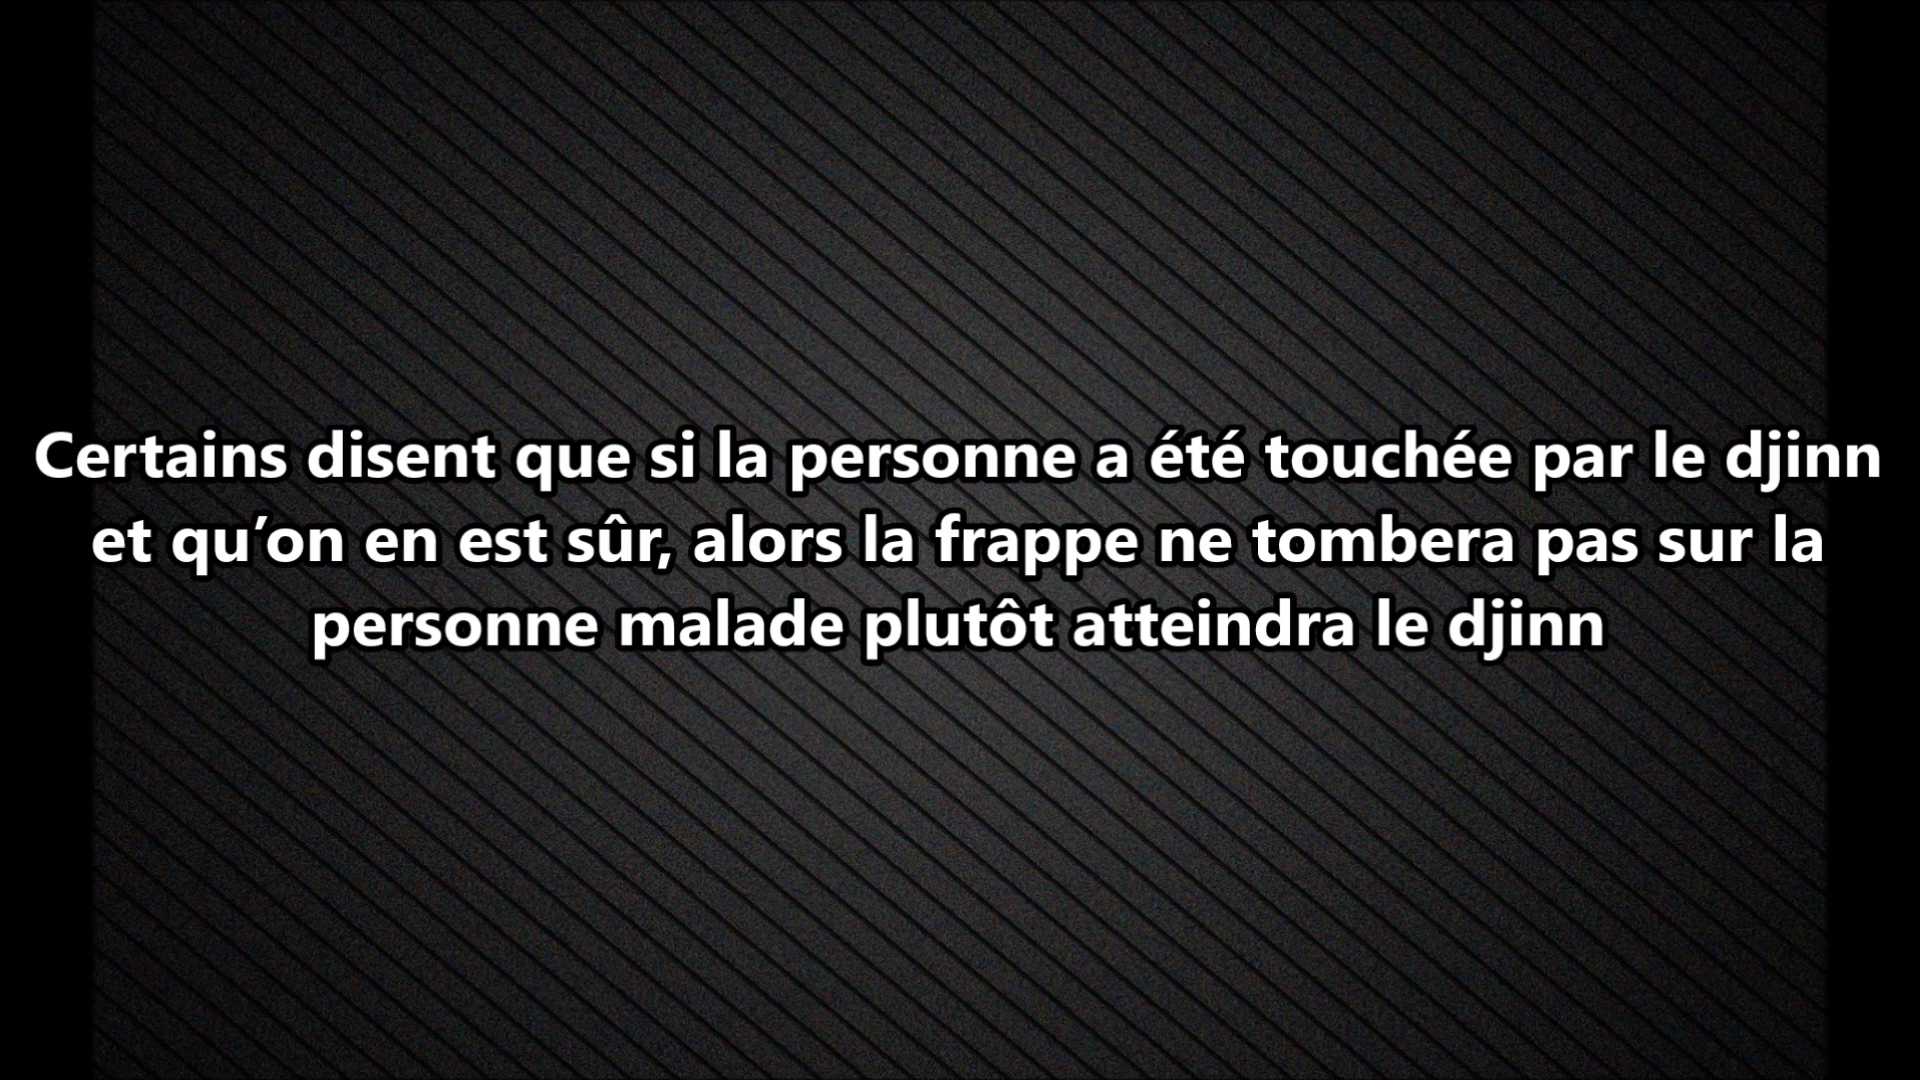 Certains disent que si la personne a été touchée par le djinn
et qu’on en est sûr, alors la frappe ne tombera pas sur la
personne malade plutôt atteindra le djinn